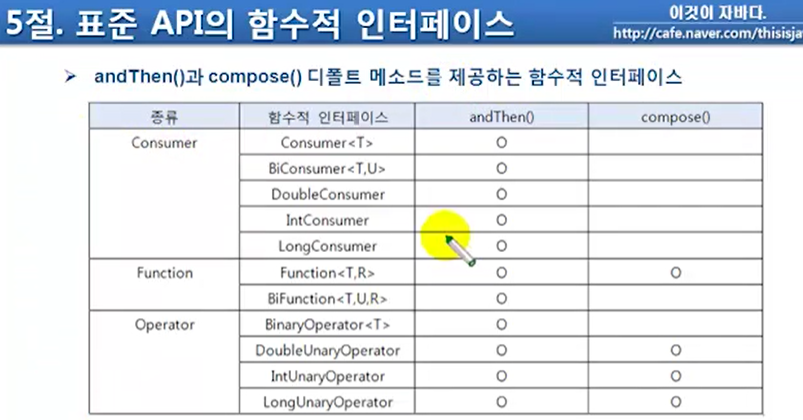 5절. 표준 API의 함수적 인터페이스
이것이 자바다.
http://cafe.naver.com/thisisjav
andThen()과 compose() 디폴트 메소드를 제공하는 함수적 인터페이스
종류 함수적 인터페이스 andThen() compose()
Consumer Consumer<T> O
BiConsumer<T,U> O
DoubleConsumer O
IntConsumer O
LongConsumer O
Function Function<T,R> O O
BiFunction<T,U,R> O
Operator BinaryOperator<T> O
DoubleUnaryOperator O O
IntUnaryOperator O O
LongUnaryOperator O O